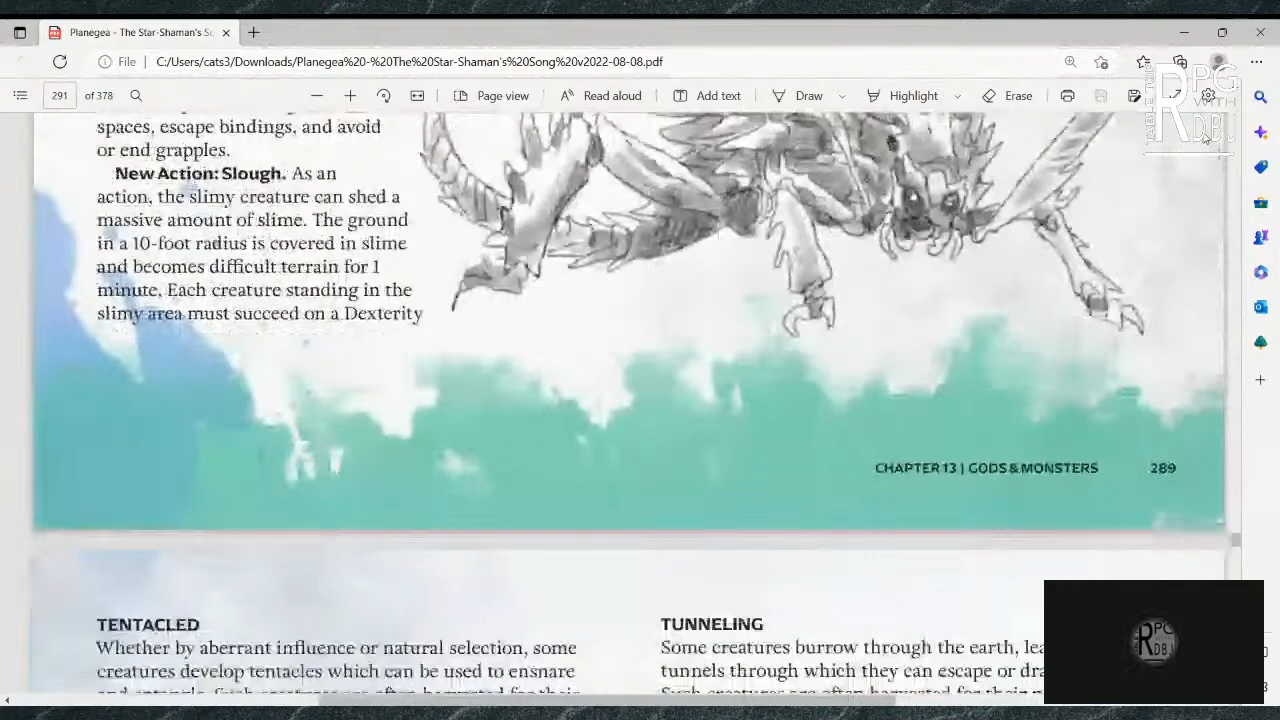 Planegea - The Star-Shaman's So
File
C:/Users/cats3/Downloads/Planegea%20-%20The%20Star-Shaman's%20Song%20v2022-08-08.pdf
291 of 378
Page view
Read aloud
Add text
Draw
Highlight
Erase
TABLE TOP RPG WITH RDBJ
spaces, escape bindings, and avoid
or end grapples.
New Action: Slough. As an
action, the slimy creature can shed a
massive amount of slime. The ground
in a 10-foot radius is covered in slime
and becomes difficult terrain for 1
minute. Each creature standing in the
slimy area must succeed on a Dexterity
CHAPTER 13 | GODS & MONSTERS 289
TENTACLED
Whether by aberrant influence or natural selection, some
creatures develop tentacles which can be used to ensnare
TUNNELING
Some creatures burrow through the earth, lea
tunnels through which they can escape or dra